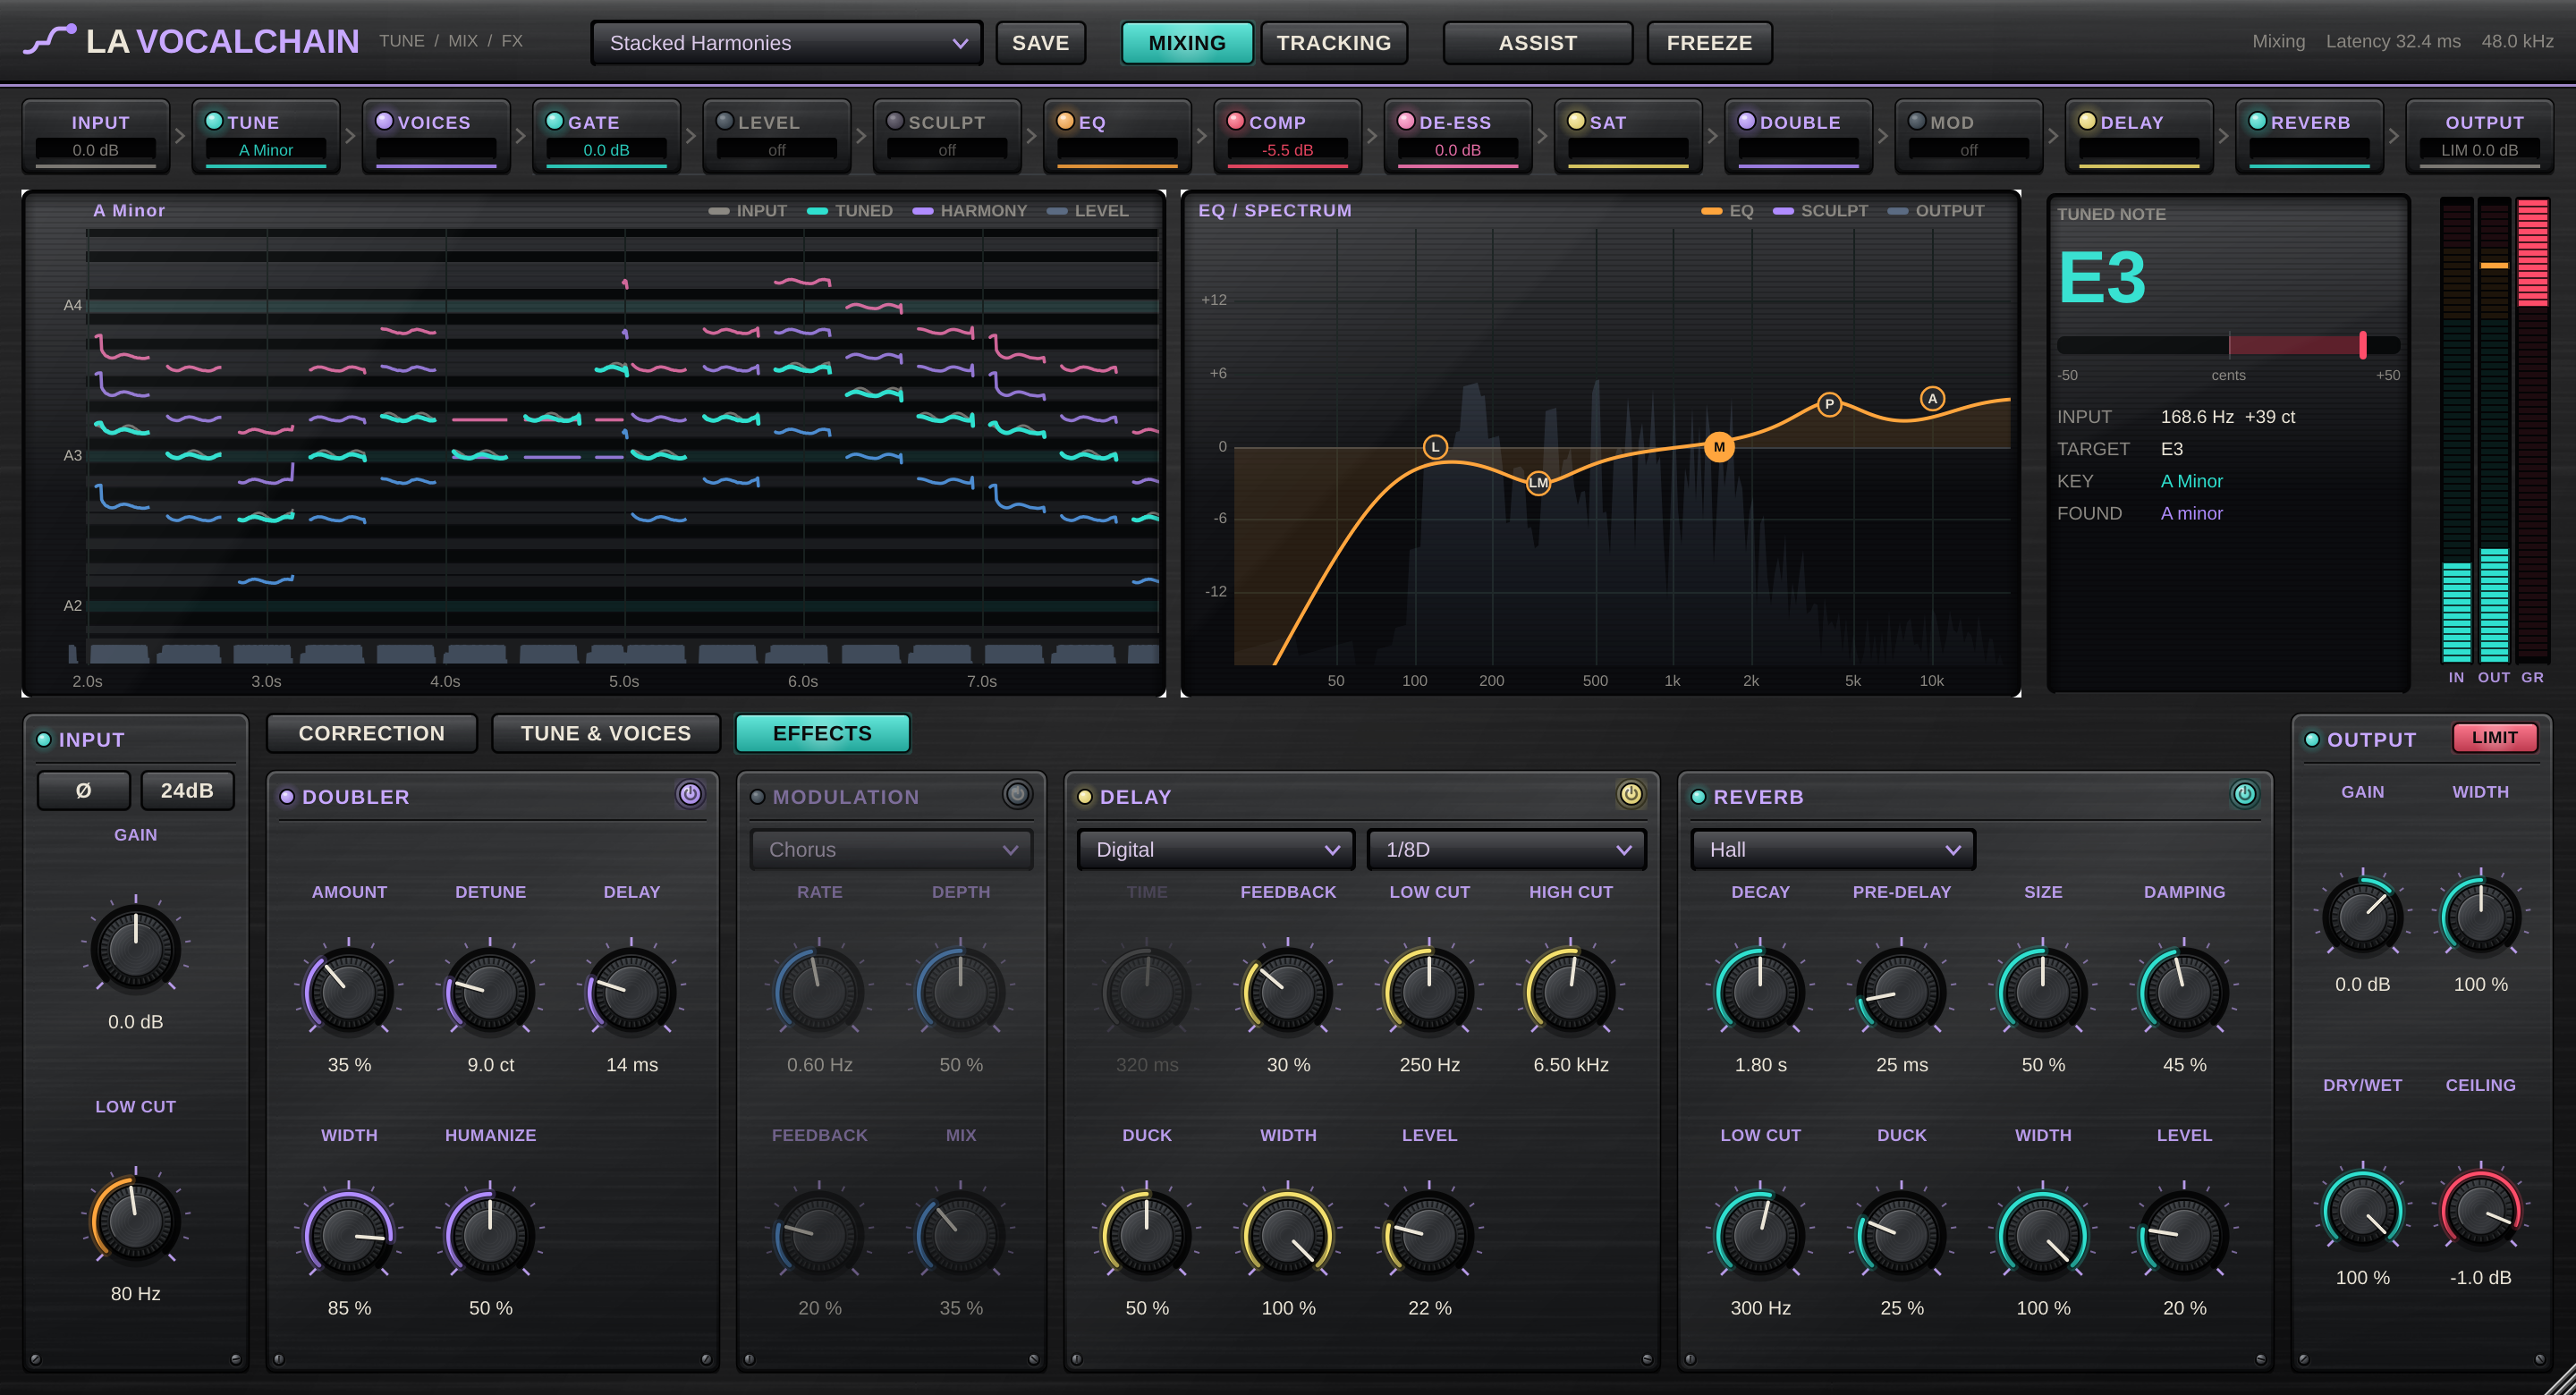 LA VOCALCHAIN TUNE / MIX / FX Stacked Harmonies SAVE MIXING TRACKING ASSIST FREEZE Mixing Latency 32.4 ms 48.0 kHz
INPUT TUNE VOICES GATE LEVEL SCULPT EQ COMP DE-ESS SAT DOUBLE MOD DELAY REVERB OUTPUT
0.0 dB A Minor 0.0 dB off off -5.5 dB 0.0 dB off LIM 0.0 dB
A Minor INPUT TUNED HARMONY LEVEL
A4
A3
A2
2.0s 3.0s 4.0s 5.0s 6.0s 7.0s
EQ / SPECTRUM EQ SCULPT OUTPUT
+12
+6
0
-6
-12
L LM M P A
50 100 200 500 1k 2k 5k 10k
TUNED NOTE
E3
-50 cents +50
INPUT 168.6 Hz +39 ct
TARGET E3
KEY A Minor
FOUND A minor
IN OUT GR
INPUT
Ø 24dB
GAIN
0.0 dB
LOW CUT
80 Hz
CORRECTION TUNE & VOICES EFFECTS
DOUBLER
AMOUNT DETUNE DELAY
35 % 9.0 ct 14 ms
WIDTH HUMANIZE
85 % 50 %
MODULATION
Chorus
RATE DEPTH
0.60 Hz 50 %
FEEDBACK MIX
20 % 35 %
DELAY
Digital 1/8D
TIME FEEDBACK LOW CUT HIGH CUT
320 ms 30 % 250 Hz 6.50 kHz
DUCK WIDTH LEVEL
50 % 100 % 22 %
REVERB
Hall
DECAY PRE-DELAY SIZE DAMPING
1.80 s 25 ms 50 % 45 %
LOW CUT DUCK WIDTH LEVEL
300 Hz 25 % 100 % 20 %
OUTPUT LIMIT
GAIN WIDTH
0.0 dB 100 %
DRY/WET CEILING
100 % -1.0 dB